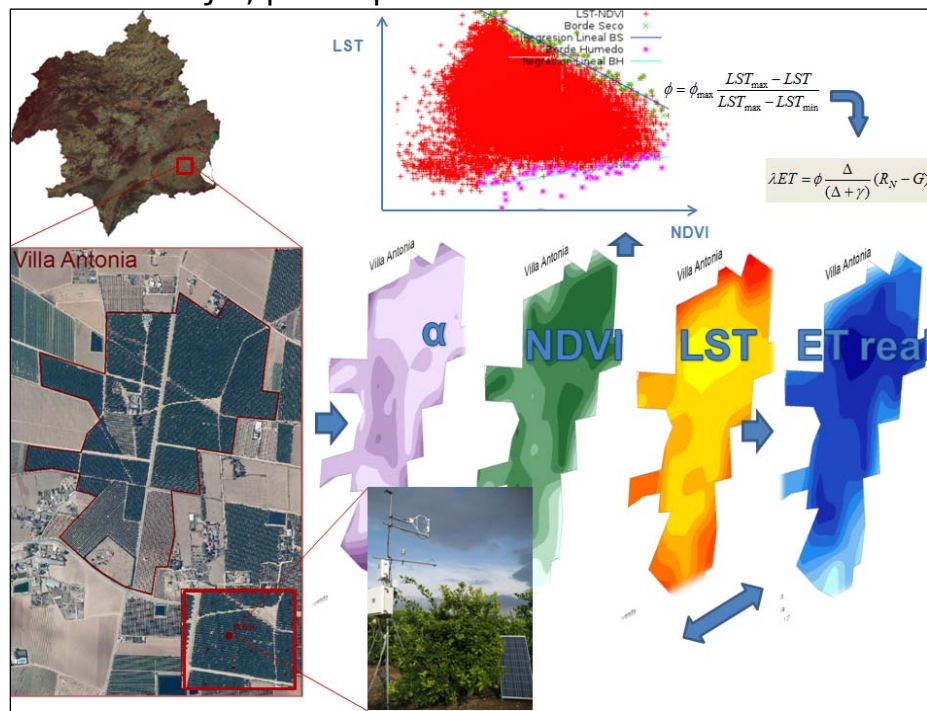 LST
LST-NDVI
Borde Seco
Regresion Lineal BS
Borde Humedo
Regresion Lineal BH
NDVI
ϕ = ϕmax (LSTmax − LST) / (LSTmax − LSTmin)
λET = ϕ Δ / (Δ + γ) (RN − G)
Villa Antonia
Villa Antonia
Villa Antonia
Villa Antonia
Villa Antonia
α
NDVI
LST
ET real